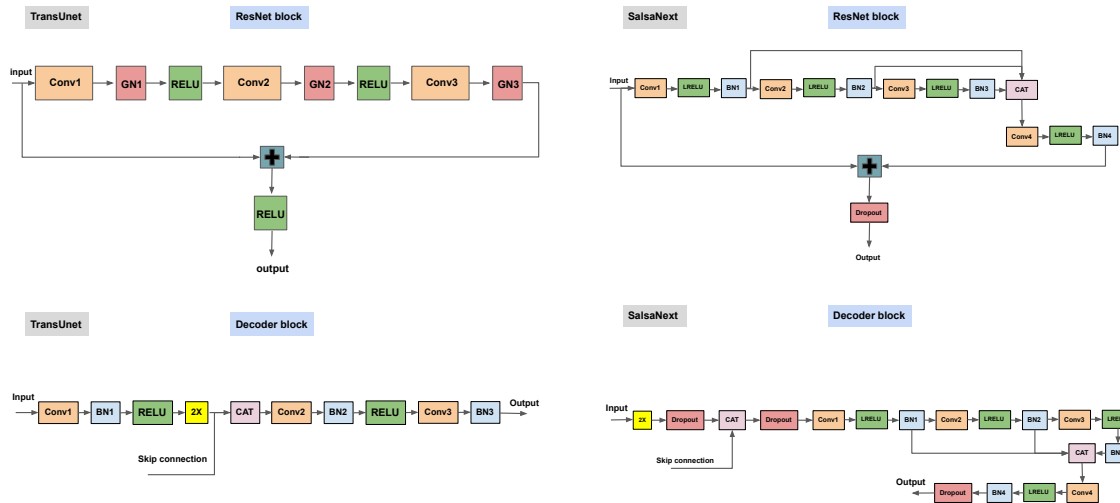 TransUnet
ResNet block
input
Conv1
GN1
RELU
Conv2
GN2
RELU
Conv3
GN3
RELU
output
SalsaNext
ResNet block
Input
Conv1
LRELU
BN1
Conv2
LRELU
BN2
Conv3
LRELU
BN3
CAT
Conv4
LRELU
BN4
Dropout
Output
TransUnet
Decoder block
Input
Conv1
BN1
RELU
2X
CAT
Conv2
BN2
RELU
Conv3
BN3
Output
Skip connection
SalsaNext
Decoder block
Input
2X
Dropout
CAT
Dropout
Conv1
LRELU
BN1
Conv2
LRELU
BN2
Conv3
LREL
Skip connection
CAT
BN
Output
Dropout
BN4
LRELU
Conv4